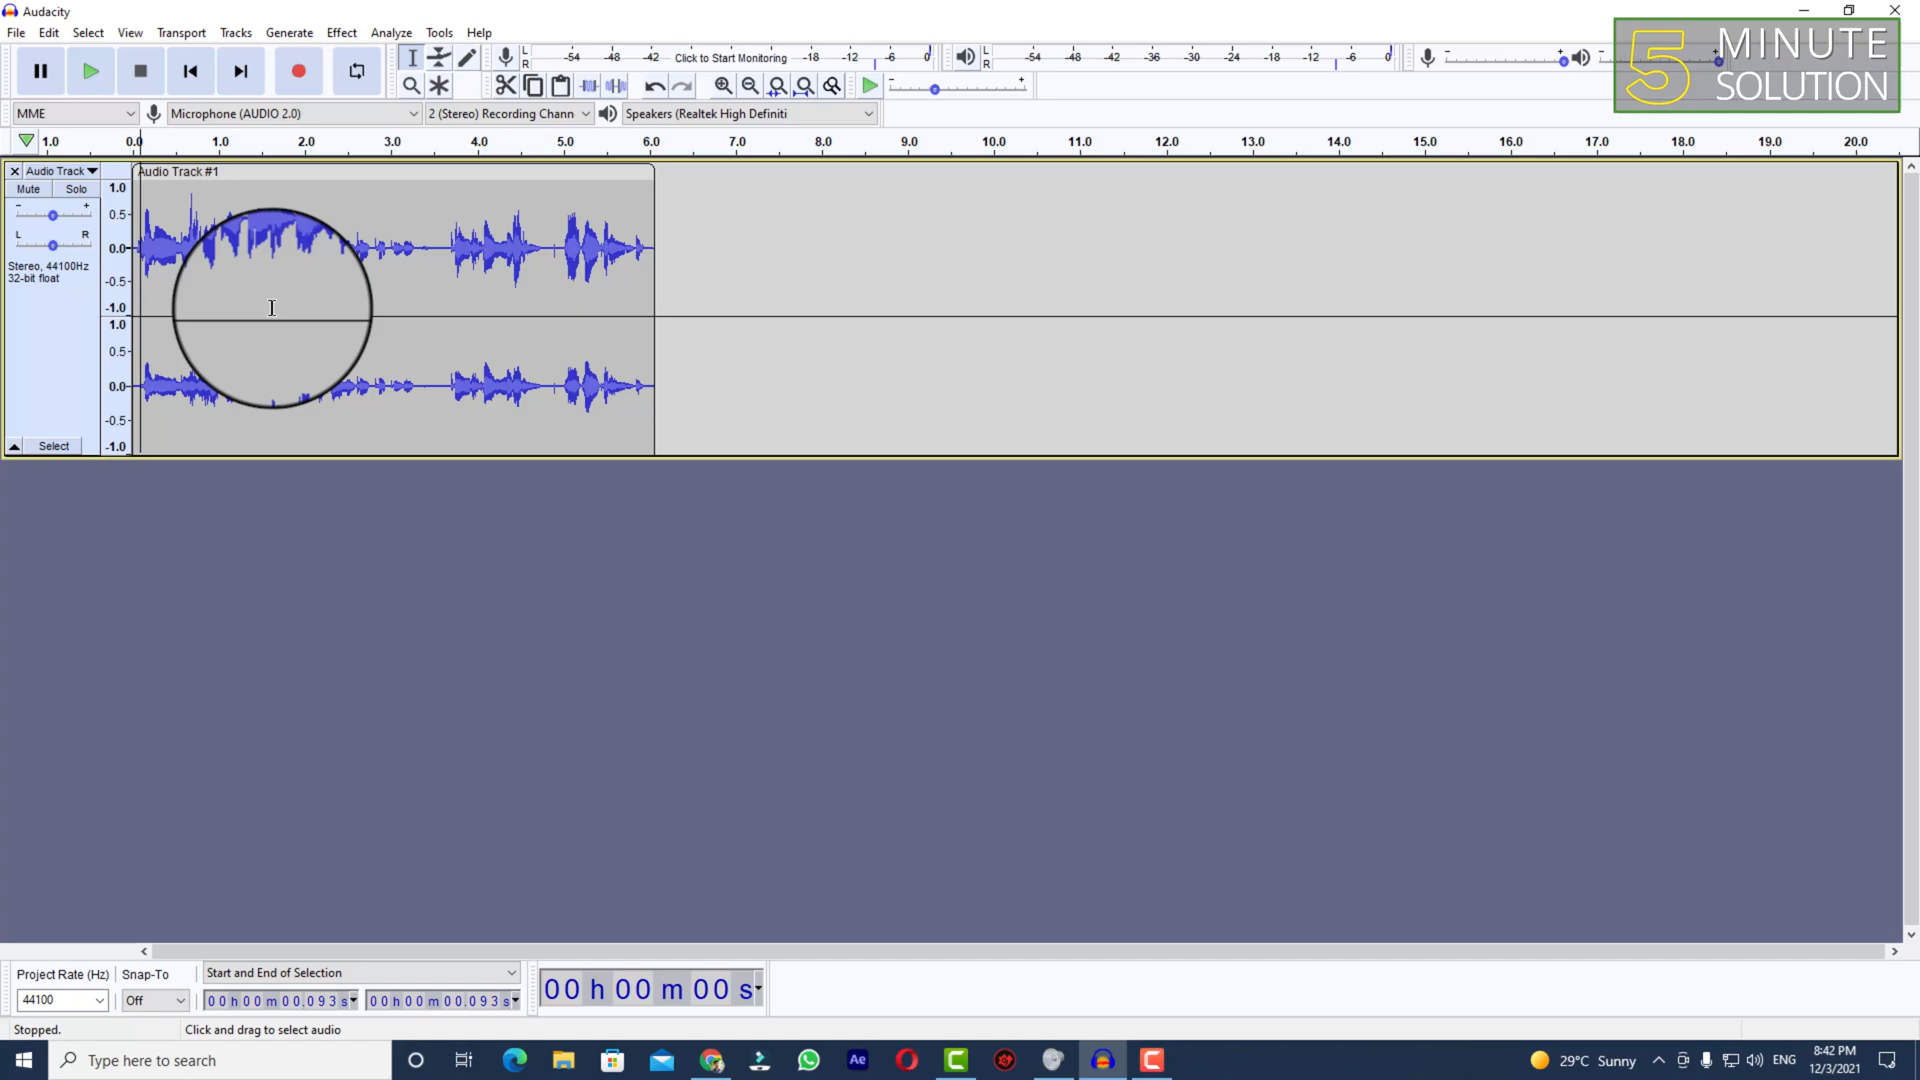 Audacity
File Edit Select View Transport Tracks Generate Effect Analyze Tools Help
5 MINUTE SOLUTION
L R -54 -48 -42 Click to Start Monitoring -18 -12 -6 0 L R -54 -48 -42 -36 -30 -24 -18 -12 -6 0
MME Microphone (AUDIO 2.0) 2 (Stereo) Recording Chann Speakers (Realtek High Definiti
1.0 0.0 1.0 2.0 3.0 4.0 5.0 6.0 7.0 8.0 9.0 10.0 11.0 12.0 13.0 14.0 15.0 16.0 17.0 18.0 19.0 20.0
Audio Track Audio Track #1
Mute Solo
1.0
0.5
0.0
-0.5
-1.0
L R
Stereo, 44100Hz
32-bit float
1.0
0.5
0.0
-0.5
-1.0
Select
Project Rate (Hz) Snap-To Start and End of Selection
44100 Off 00 h 00 m 00.093 s 00 h 00 m 00.093 s 00 h 00 m 00 s
Stopped. Click and drag to select audio
Type here to search Ae 29°C Sunny ENG 8:42 PM
12/3/2021